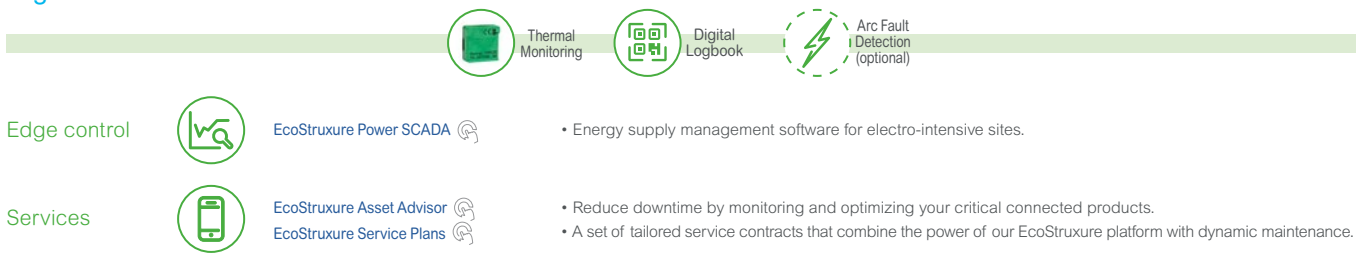 Thermal
Monitoring
Digital
Logbook
Arc Fault
Detection
(optional)
Edge control
EcoStruxure Power SCADA
• Energy supply management software for electro-intensive sites.
Services
EcoStruxure Asset Advisor
• Reduce downtime by monitoring and optimizing your critical connected products.
EcoStruxure Service Plans
• A set of tailored service contracts that combine the power of our EcoStruxure platform with dynamic maintenance.